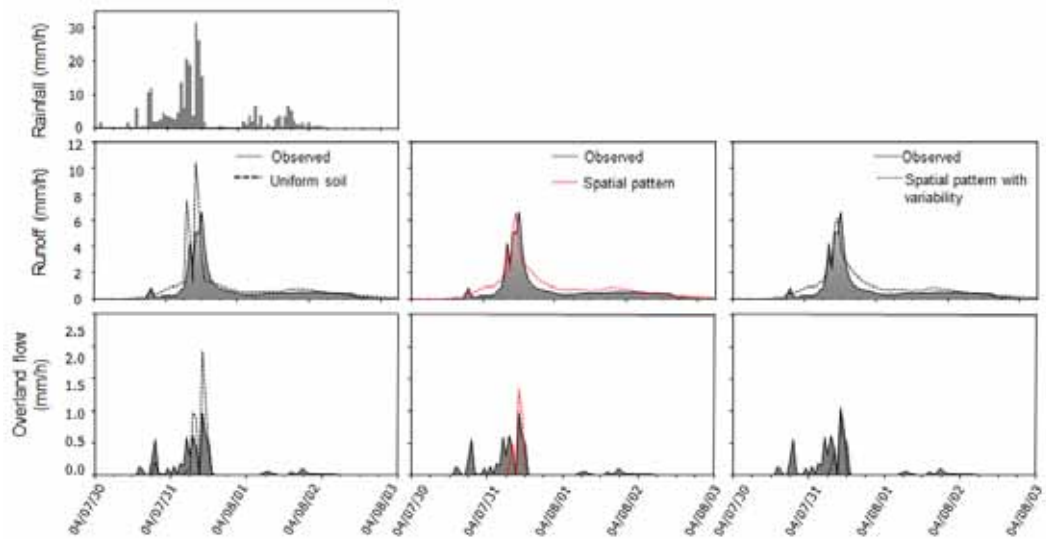 Rainfall (mm/h)
30
20
10
0
Runoff (mm/h)
12
10
8
6
4
2
0
Observed
Uniform soil
Observed
Spatial pattern
Observed
Spatial pattern with
variability
Overland flow
(mm/h)
2.5
2.0
1.5
1.0
0.5
0.0
04/07/30
04/07/31
04/08/01
04/08/02
04/08/03
04/07/30
04/07/31
04/08/01
04/08/02
04/08/03
04/07/30
04/07/31
04/08/01
04/08/02
04/08/03